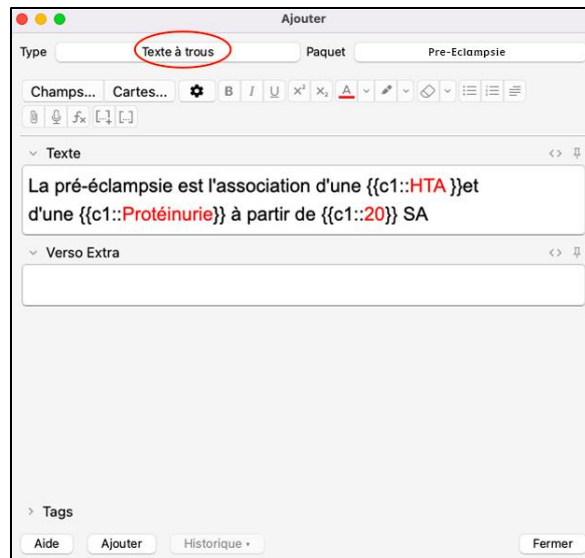 Ajouter
Type Texte à trous Paquet Pre-Eclampsie
Champs... Cartes... B I U x² x₂ A
fx [...] [...]
Texte
La pré-éclampsie est l'association d'une {{c1::HTA }}et
d'une {{c1::Protéinurie}} à partir de {{c1::20}} SA
Verso Extra
Tags
Aide Ajouter Historique Fermer